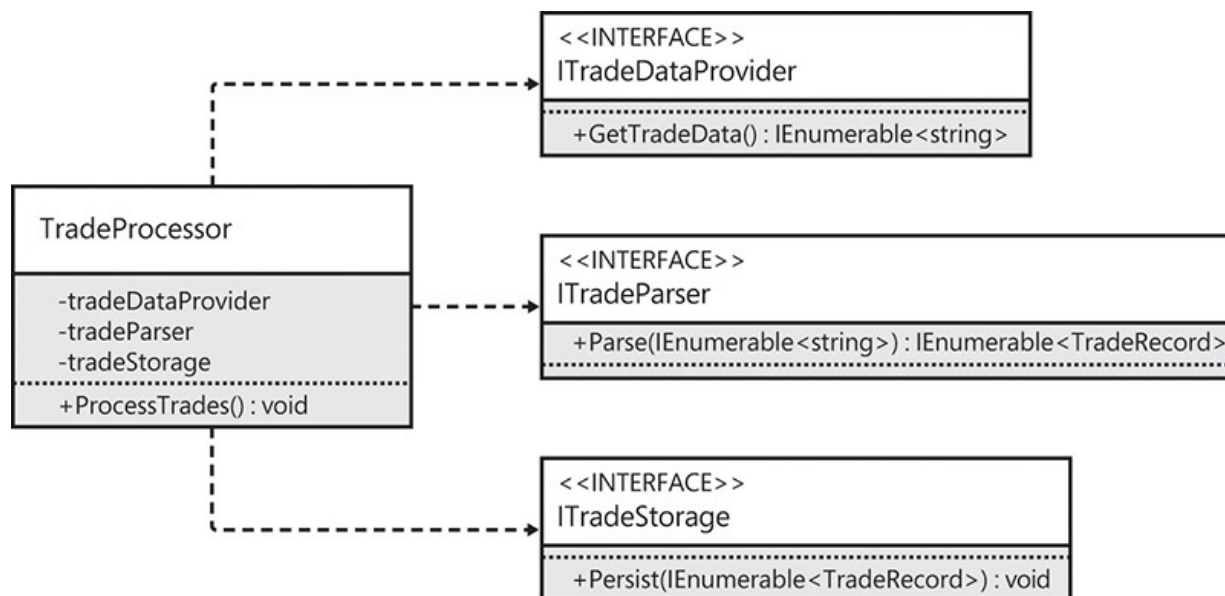 <<INTERFACE>>
ITradeDataProvider
+GetTradeData() : IEnumerable<string>
TradeProcessor
-tradeDataProvider
-tradeParser
-tradeStorage
+ProcessTrades() : void
<<INTERFACE>>
ITradeParser
+Parse(IEnumerable<string>) : IEnumerable<TradeRecord>
<<INTERFACE>>
ITradeStorage
+Persist(IEnumerable<TradeRecord>) : void